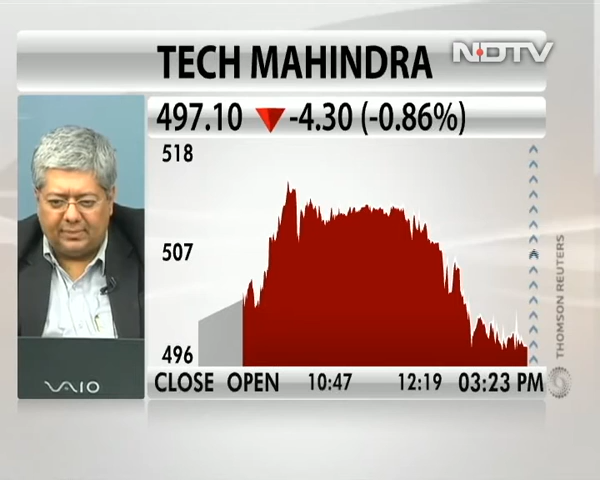 TECH MAHINDRA
NDTV
497.10 -4.30 (-0.86%)
518
507
496
CLOSE OPEN 10:47 12:19 03:23 PM
THOMSON REUTERS
VAIO